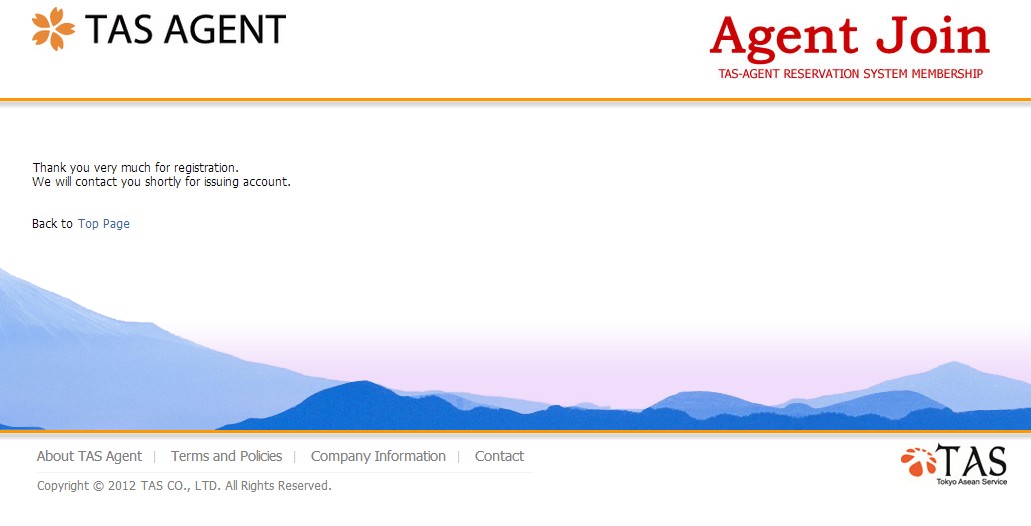 TAS AGENT
Agent Join
TAS-AGENT RESERVATION SYSTEM MEMBERSHIP
Thank you very much for registration.
We will contact you shortly for issuing account.
Back to Top Page
About TAS Agent | Terms and Policies | Company Information | Contact
Copyright © 2012 TAS CO., LTD. All Rights Reserved.
TAS
Tokyo Asean Service